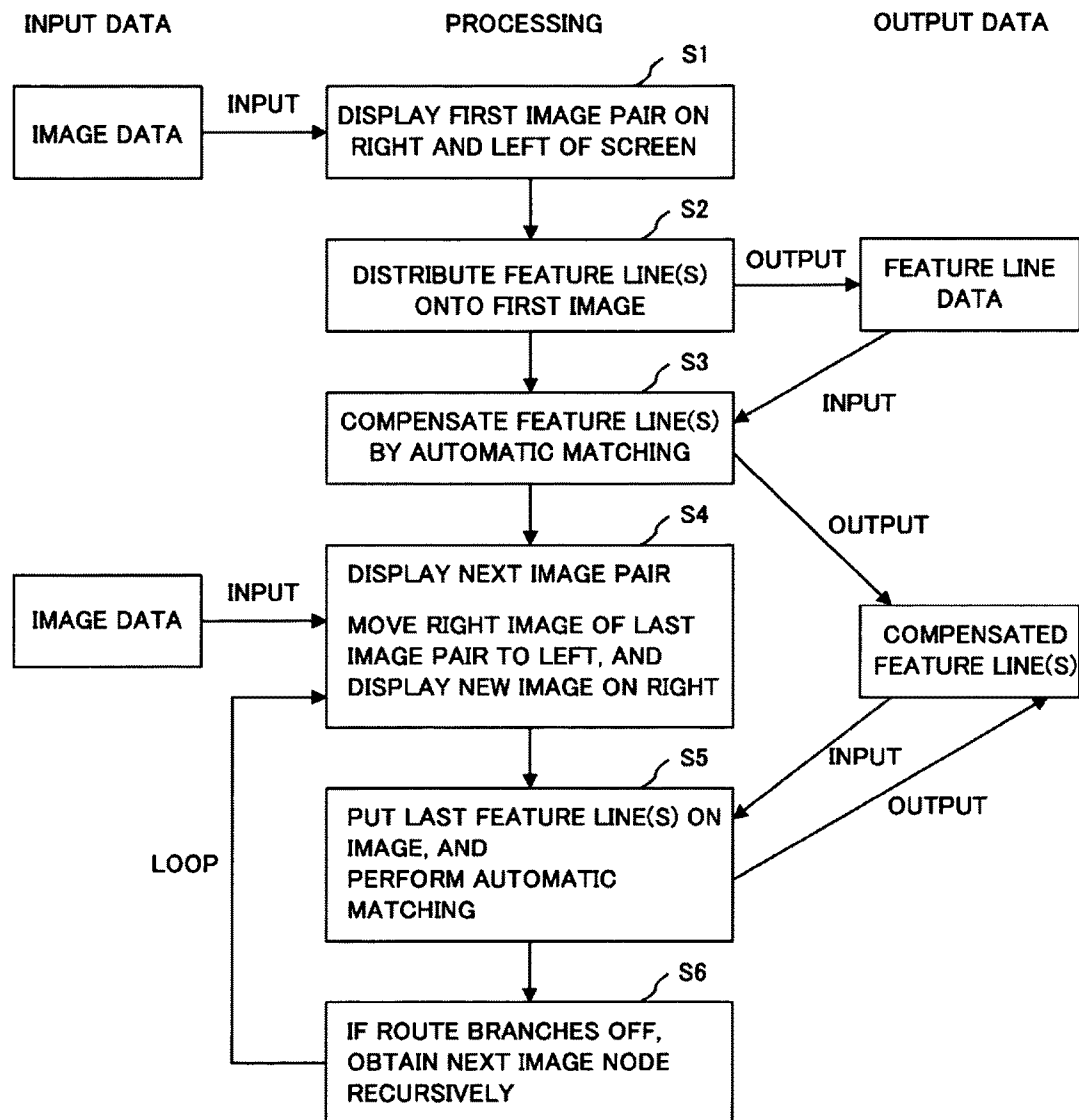 INPUT DATA
PROCESSING
OUTPUT DATA
S1
IMAGE DATA
INPUT
DISPLAY FIRST IMAGE PAIR ON
RIGHT AND LEFT OF SCREEN
S2
DISTRIBUTE FEATURE LINE(S)
ONTO FIRST IMAGE
OUTPUT
FEATURE LINE
DATA
S3
INPUT
COMPENSATE FEATURE LINE(S)
BY AUTOMATIC MATCHING
OUTPUT
S4
IMAGE DATA
INPUT
DISPLAY NEXT IMAGE PAIR
MOVE RIGHT IMAGE OF LAST
IMAGE PAIR TO LEFT, AND
DISPLAY NEW IMAGE ON RIGHT
COMPENSATED
FEATURE LINE(S)
S5
INPUT
OUTPUT
PUT LAST FEATURE LINE(S) ON
IMAGE, AND
PERFORM AUTOMATIC
MATCHING
LOOP
S6
IF ROUTE BRANCHES OFF,
OBTAIN NEXT IMAGE NODE
RECURSIVELY